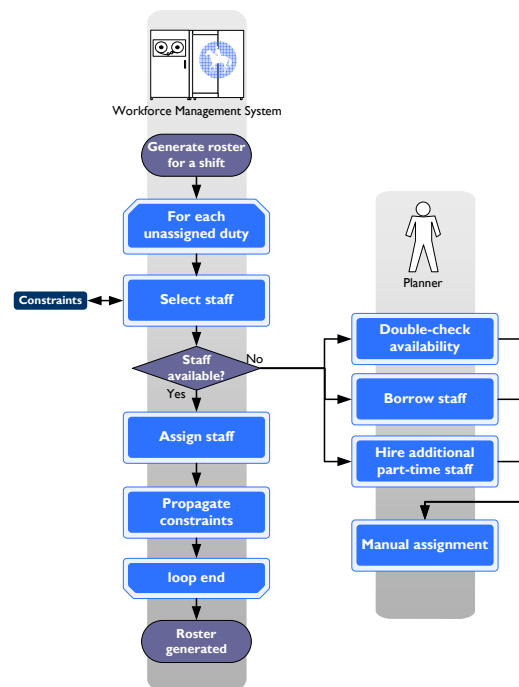 Workforce Management System
Generate roster
for a shift
For each
unassigned duty
Constraints
Select staff
Staff
available?
No
Yes
Assign staff
Propagate
constraints
loop end
Roster
generated
Planner
Double-check
availability
Borrow staff
Hire additional
part-time staff
Manual assignment